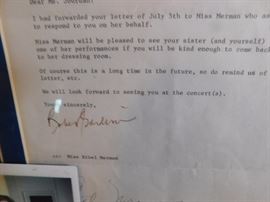 Dear Ms. Jourdan:
I had forwarded your letter of July 5th to Miss Merman who as
to respond to you on her behalf.
Miss Merman will be pleased to see your sister (and yourself)
one of her performances if you will be kind enough to come back
to her dressing room.
Of course this is a long time in the future, so do remind us of
letter, etc.
We will look forward to seeing you at the concert(s).
Yours sincerely,
cc: Miss Ethel Merman